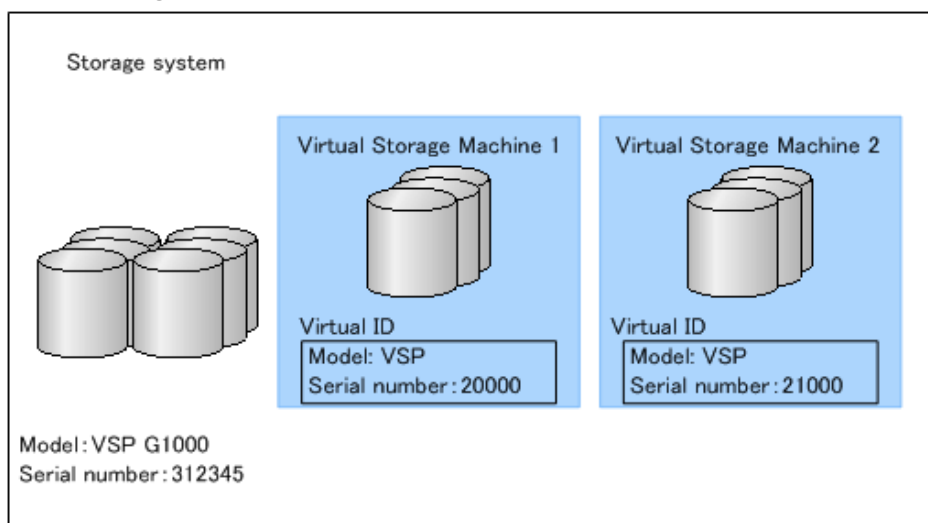 Storage system
Virtual Storage Machine 1
Virtual ID
Model: VSP
Serial number:20000
Virtual Storage Machine 2
Virtual ID
Model: VSP
Serial number:21000
Model:VSP G1000
Serial number:312345